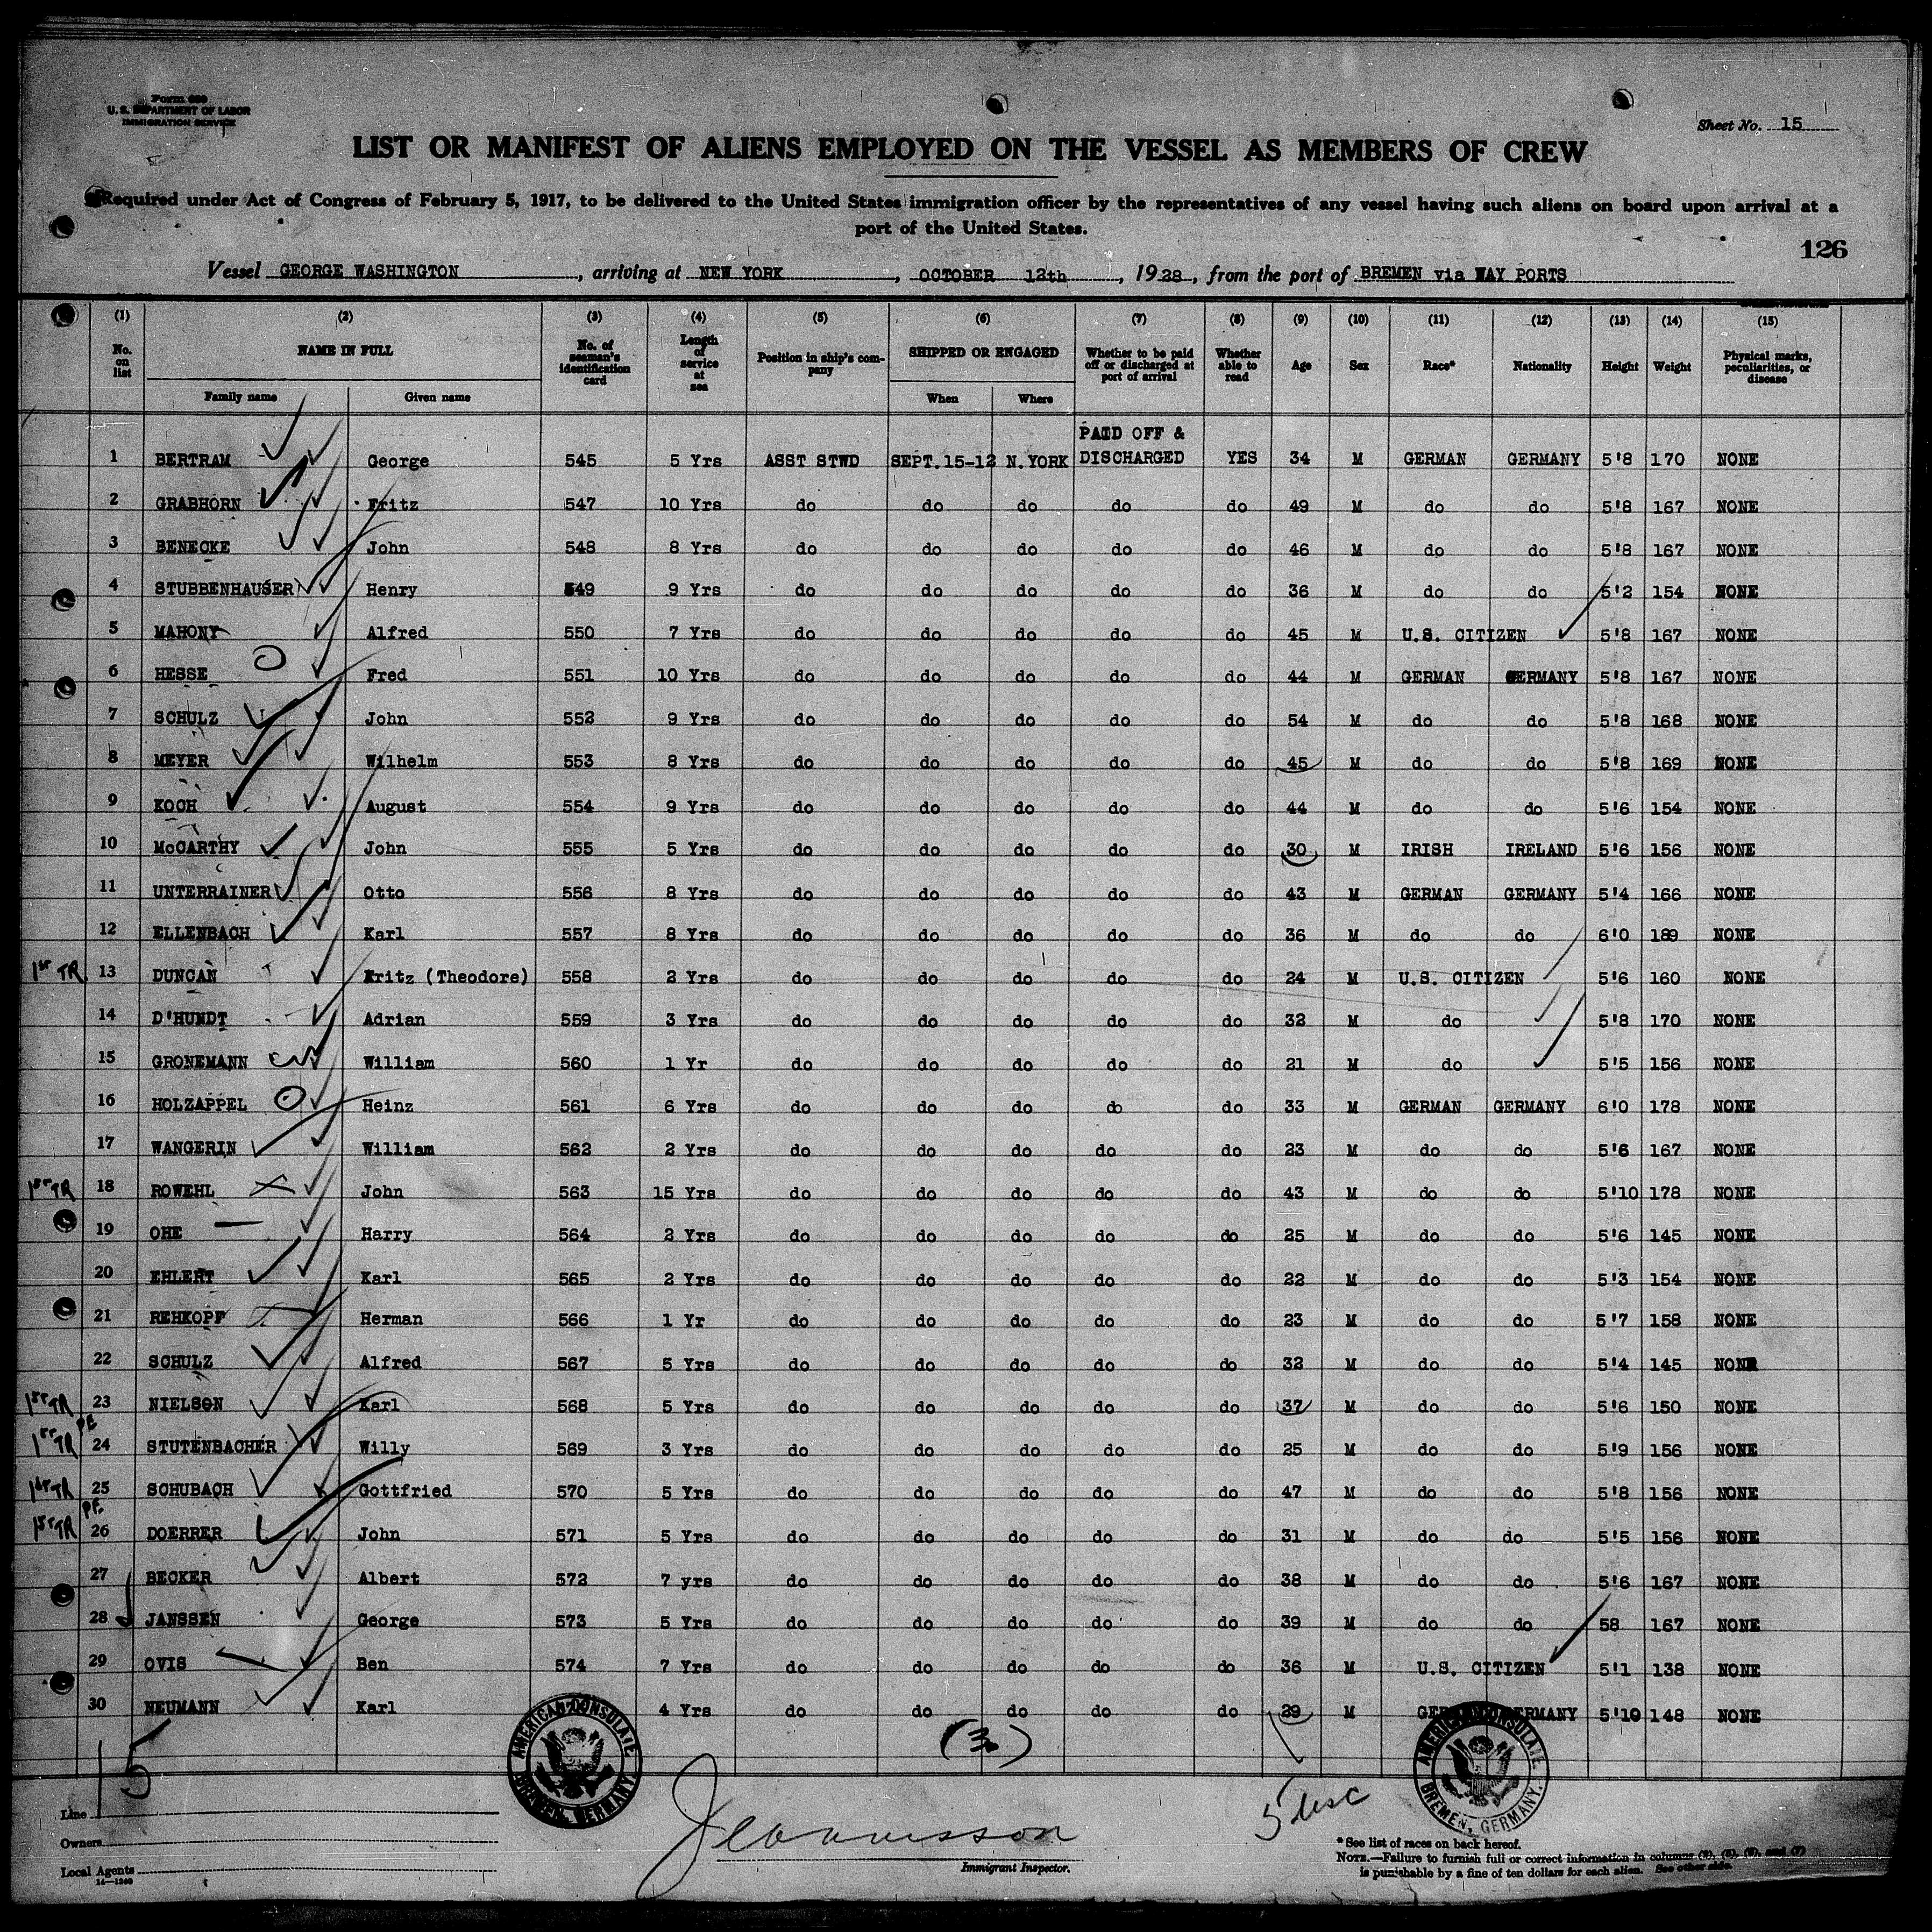 Form 680
U. S. DEPARTMENT OF LABOR
IMMIGRATION SERVICE
Sheet No. 15
LIST OR MANIFEST OF ALIENS EMPLOYED ON THE VESSEL AS MEMBERS OF CREW
Required under Act of Congress of February 5, 1917, to be delivered to the United States immigration officer by the representatives of any vessel having such aliens on board upon arrival at a
port of the United States.
126
Vessel GEORGE WASHINGTON, arriving at NEW YORK, OCTOBER 12th, 1928, from the port of BREMEN via WAY PORTS
(1) (2) (3) (4) (5) (6) (7) (8) (9) (10) (11) (12) (13) (14) (15)
No. on list NAME IN FULL Family name Given name No. of seaman's identification card Length of service at sea Position in ship's company SHIPPED OR ENGAGED When Where Whether to be paid off or discharged at port of arrival Whether able to read Age Sex Race* Nationality Height Weight Physical marks, peculiarities, or disease
1 BERTRAM George 545 5 Yrs ASST STWD SEPT.15-12 N.YORK PAID OFF & DISCHARGED YES 34 M GERMAN GERMANY 5'8 170 NONE
2 GRABHORN Fritz 547 10 Yrs do do do do do 49 M do do 5'8 167 NONE
3 BENECKE John 548 8 Yrs do do do do do 46 M do do 5'8 167 NONE
4 STUBBENHAUSER Henry 549 9 Yrs do do do do do 36 M do do 5'2 154 NONE
5 MAHONY Alfred 550 7 Yrs do do do do do 45 M U.S. CITIZEN 5'8 167 NONE
6 HESSE Fred 551 10 Yrs do do do do do 44 M GERMAN GERMANY 5'8 167 NONE
7 SCHULZ John 552 9 Yrs do do do do do 54 M do do 5'8 168 NONE
8 MEYER Wilhelm 553 8 Yrs do do do do do 45 M do do 5'8 169 NONE
9 KOCH August 554 9 Yrs do do do do do 44 M do do 5'6 154 NONE
10 McCARTHY John 555 5 Yrs do do do do do 30 M IRISH IRELAND 5'6 156 NONE
11 UNTERRAINER Otto 556 8 Yrs do do do do do 43 M GERMAN GERMANY 5'4 166 NONE
12 ELLENBACH Karl 557 8 Yrs do do do do do 36 M do do 6'0 189 NONE
1st TR. 13 DUNCAN Fritz (Theodore) 558 2 Yrs do do do do do 24 M U.S. CITIZEN 5'6 160 NONE
14 D'HUNDT Adrian 559 3 Yrs do do do do do 32 M do 5'8 170 NONE
15 GRONEMANN William 560 1 Yr do do do do do 21 M do 5'5 156 NONE
16 HOLZAPPEL Heinz 561 6 Yrs do do do do do 33 M GERMAN GERMANY 6'0 178 NONE
17 WANGERIN William 562 2 Yrs do do do do do 23 M do do 5'6 167 NONE
1st TR 18 ROWEHL John 563 15 Yrs do do do do do 43 M do do 5'10 178 NONE
19 OHE Harry 564 2 Yrs do do do do do 25 M do do 5'6 145 NONE
20 EHLERT Karl 565 2 Yrs do do do do do 22 M do do 5'3 154 NONE
21 REHKOPF Herman 566 1 Yr do do do do do 23 M do do 5'7 158 NONE
22 SCHULZ Alfred 567 5 Yrs do do do do do 32 M do do 5'4 145 NONE
1st TR 23 NIELSON Karl 568 5 Yrs do do do do do 37 M do do 5'6 150 NONE
1st TR PF 24 STUTENBACHER Willy 569 3 Yrs do do do do do 25 M do do 5'9 156 NONE
1st TR 25 SCHUBACH Gottfried 570 5 Yrs do do do do do 47 M do do 5'8 156 NONE
1st TR PF. 26 DOERRER John 571 5 Yrs do do do do do 31 M do do 5'5 156 NONE
27 BECKER Albert 572 7 yrs do do do do do 38 M do do 5'6 167 NONE
28 JANSSEN George 573 5 Yrs do do do do do 39 M do do 58 167 NONE
29 OVIS Ben 574 7 Yrs do do do do do 36 M U.S. CITIZEN 5'1 138 NONE
30 NEUMANN Karl 4 Yrs do do do do do 29 M GERMAN GERMANY 5'10 148 NONE
15
AMERICAN CONSULATE BREMEN, GERMANY.
AMERICAN CONSULATE BREMEN, GERMANY.
5 usc
Line
Owners
Local Agents
14—1240
Immigrant Inspector.
* See list of races on back hereof.
NOTE.—Failure to furnish full or correct information in columns (2), (5), (6), and (7)
is punishable by a fine of ten dollars for each alien. See other side.